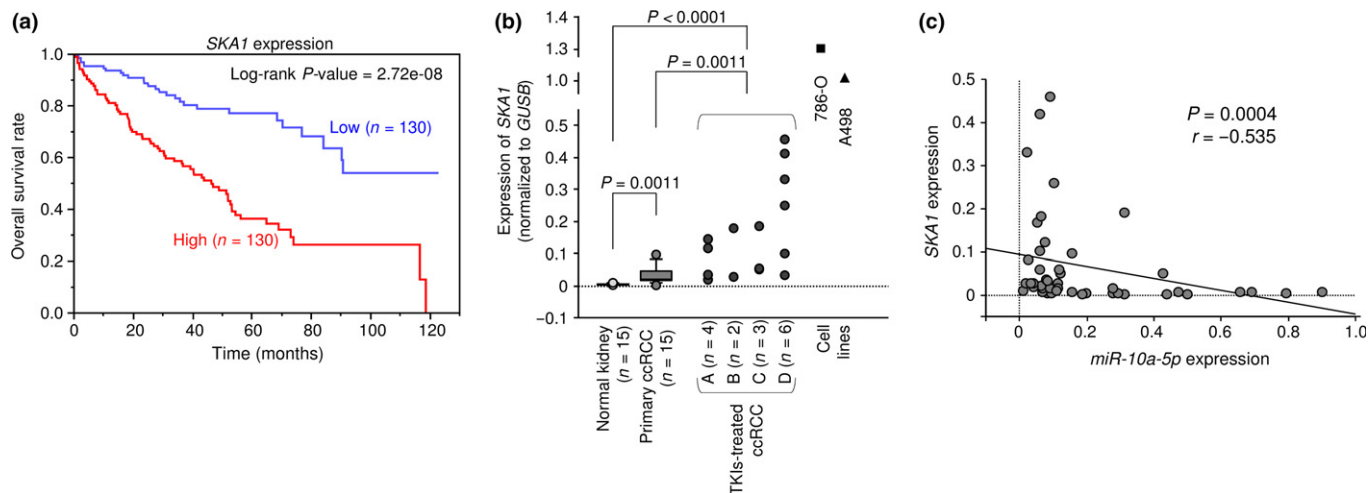 (a)
SKA1 expression
Log-rank P-value = 2.72e-08
Low (n = 130)
High (n = 130)
Overall survival rate
1.0
0.8
0.6
0.4
0.2
0.0
0 20 40 60 80 100 120
Time (months)
(b)
P < 0.0001
P = 0.0011
P = 0.0011
Expression of SKA1
(normalized to GUSB)
1.3
1.0
0.5
0.4
0.3
0.2
0.1
0
−0.1
786-O
A498
Normal kidney
(n = 15)
Primary ccRCC
(n = 15)
A (n = 4)
B (n = 2)
C (n = 3)
D (n = 6)
TKIs-treated
ccRCC
Cell
lines
(c)
P = 0.0004
r = −0.535
SKA1 expression
0.5
0.4
0.3
0.2
0.1
0
0 0.2 0.4 0.6 0.8 1.0
miR-10a-5p expression